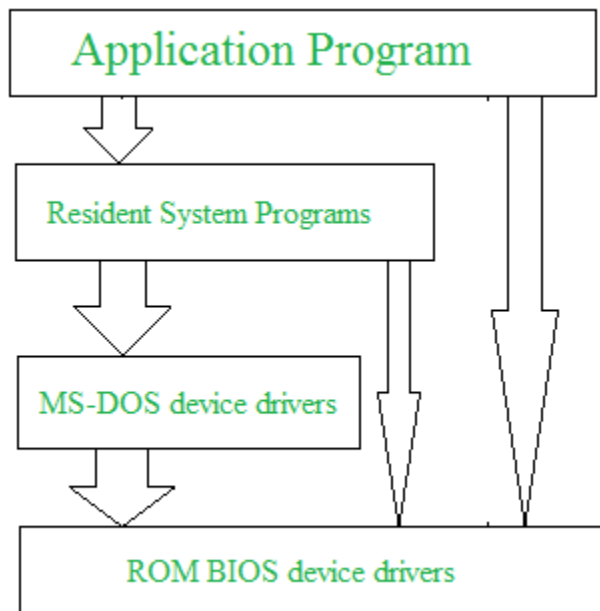 Application Program
Resident System Programs
MS-DOS device drivers
ROM BIOS device drivers